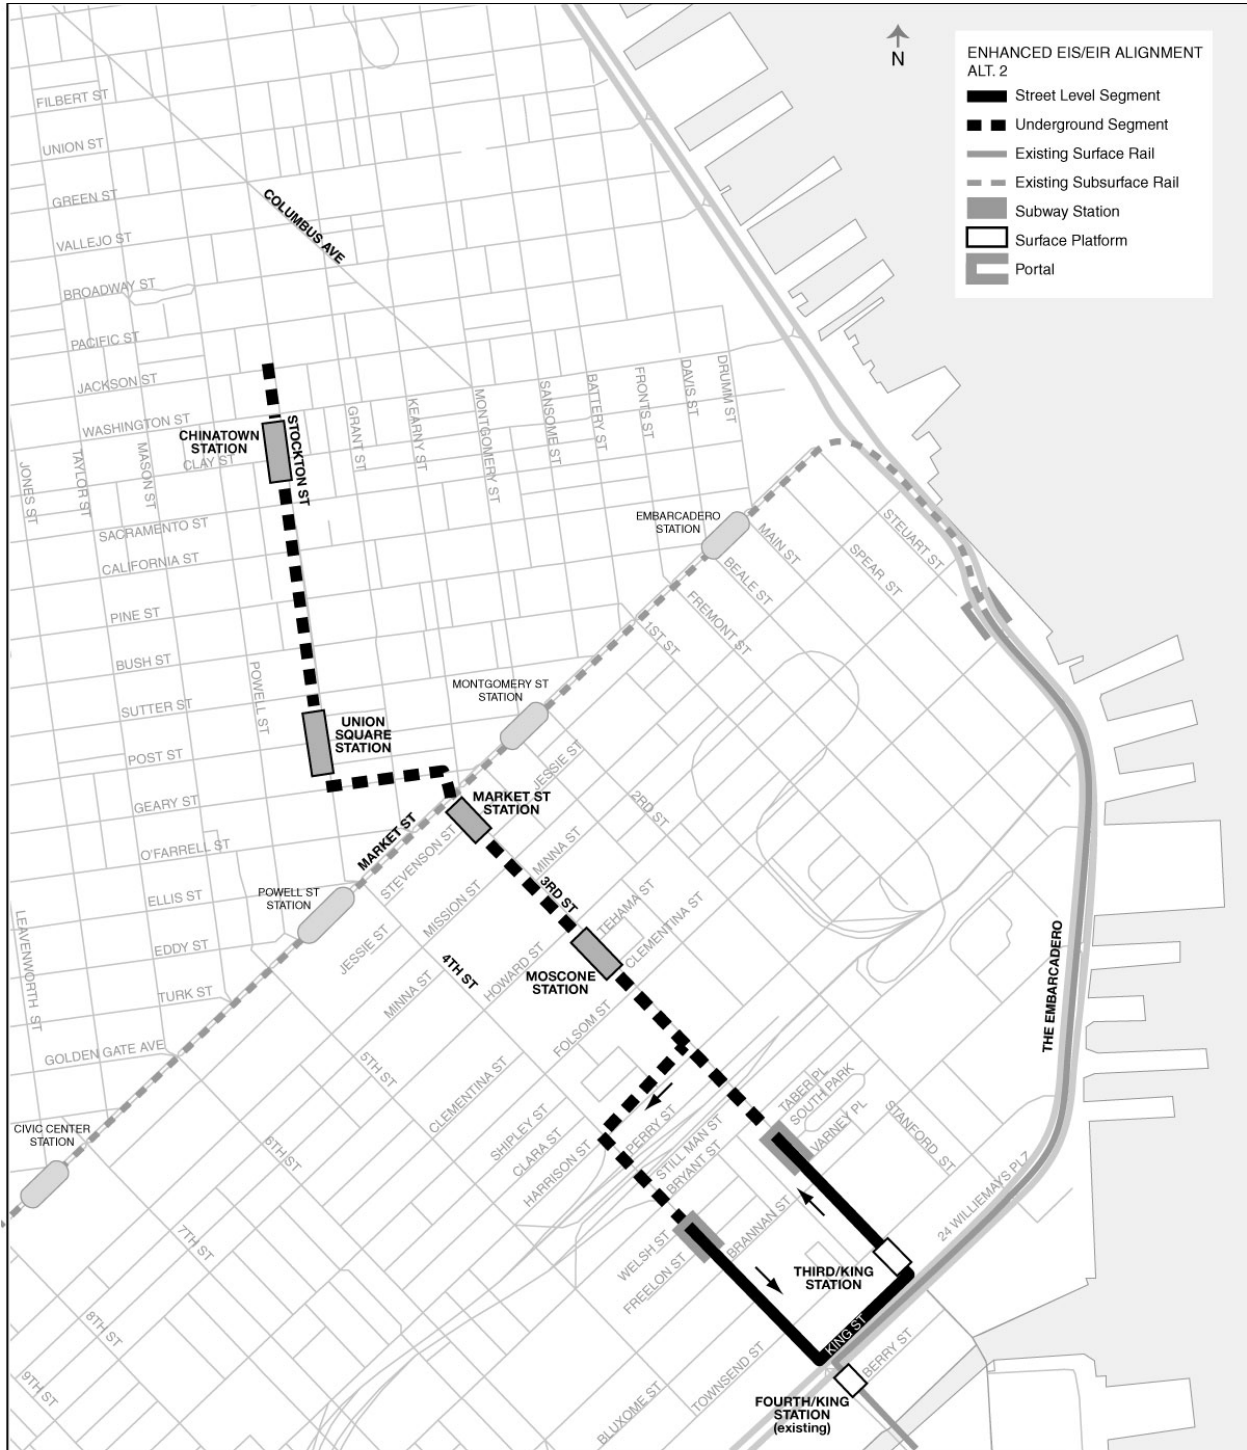 N
ENHANCED EIS/EIR ALIGNMENT
ALT. 2
Street Level Segment
Underground Segment
Existing Surface Rail
Existing Subsurface Rail
Subway Station
Surface Platform
Portal
FILBERT ST
UNION ST
GREEN ST
VALLEJO ST
BROADWAY ST
PACIFIC ST
JACKSON ST
WASHINGTON ST
CLAY ST
SACRAMENTO ST
CALIFORNIA ST
PINE ST
BUSH ST
SUTTER ST
POST ST
GEARY ST
O'FARRELL ST
ELLIS ST
EDDY ST
TURK ST
GOLDEN GATE AVE
COLUMBUS AVE
JONES ST
TAYLOR ST
MASON ST
POWELL ST
STOCKTON ST
GRANT ST
KEARNY ST
MONTGOMERY ST
SANSOME ST
BATTERY ST
FRONTS ST
DAVIS ST
DRUMM ST
LEAVENWORTH ST
CHINATOWN
STATION
UNION
SQUARE
STATION
MARKET ST
STATION
MOSCONE
STATION
EMBARCADERO
STATION
MONTGOMERY ST
STATION
POWELL ST
STATION
CIVIC CENTER
STATION
MARKET ST
STEUART ST
SPEAR ST
MAIN ST
BEALE ST
FREMONT ST
1ST ST
2RD ST
3RD ST
4TH ST
5TH ST
6TH ST
7TH ST
8TH ST
9TH ST
JESSIE ST
MINNA ST
STEVENSON ST
MISSION ST
JESSIE ST
MINNA ST
HOWARD ST
TEHAMA ST
CLEMENTINA ST
FOLSOM ST
CLEMENTINA ST
SHIPLEY ST
CLARA ST
HARRISON ST
PERRY ST
STILL MAN ST
BRYANT ST
TABER PL
SOUTH PARK
VARNEY PL
STANFORD ST
BRANNAN ST
WELSH ST
FREELON ST
24 WILLIEMAYS PLZ
THE EMBARCADERO
THIRD/KING
STATION
KING ST
BERRY ST
TOWNSEND ST
BLUXOME ST
FOURTH/KING
STATION
(existing)